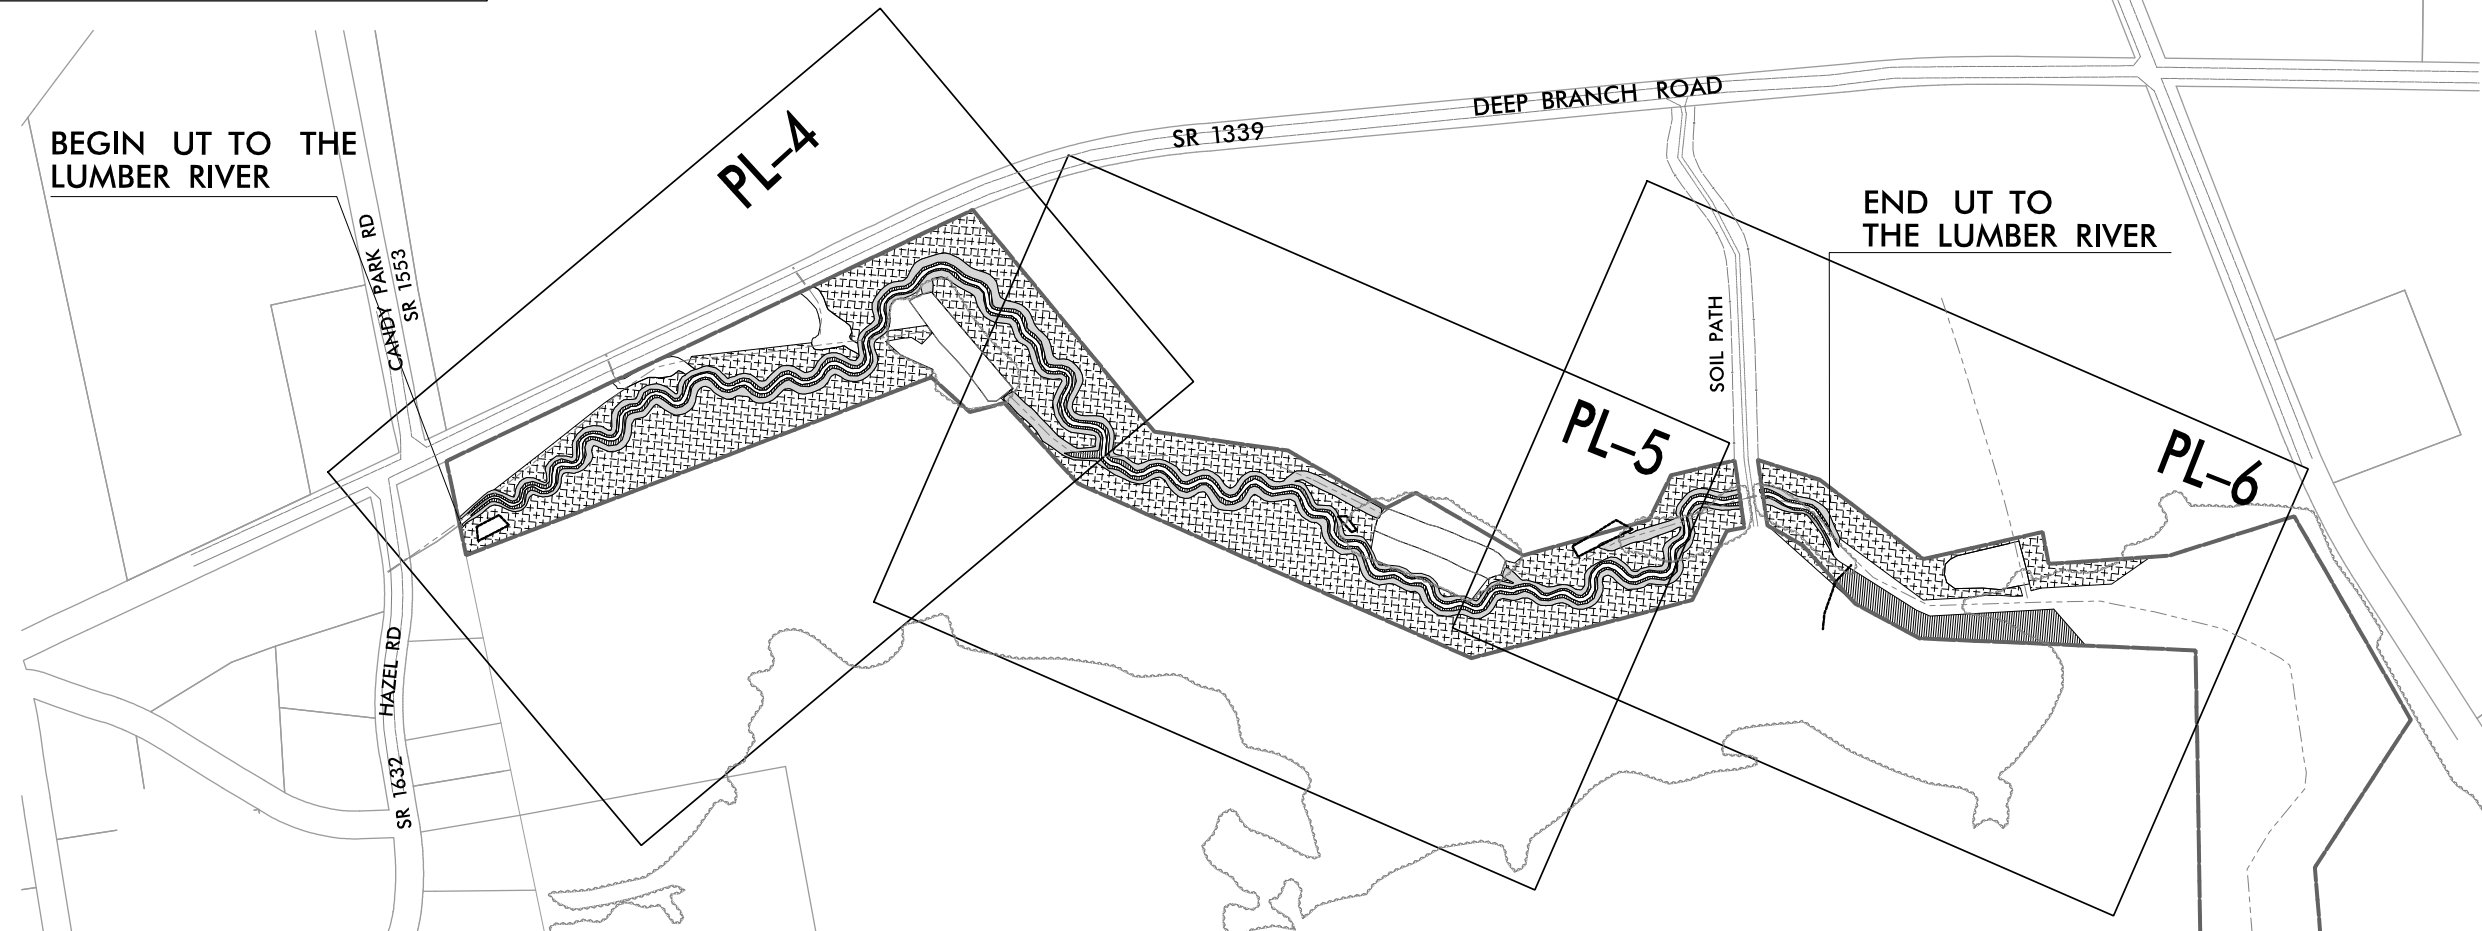 BEGIN UT TO THE
LUMBER RIVER
CANDY PARK RD
SR 1553
PL-4
SR 1339
DEEP BRANCH ROAD
END UT TO
THE LUMBER RIVER
SOIL PATH
PL-5
PL-6
HAZEL RD
SR 1632